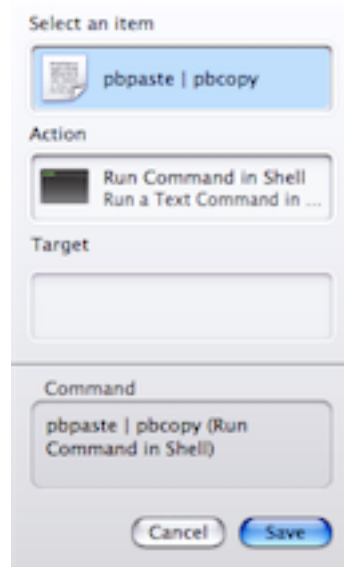 Select an item
pbpaste | pbcopy
Action
Run Command in Shell
Run a Text Command in ...
Target
Command
pbpaste | pbcopy (Run
Command in Shell)
Cancel
Save